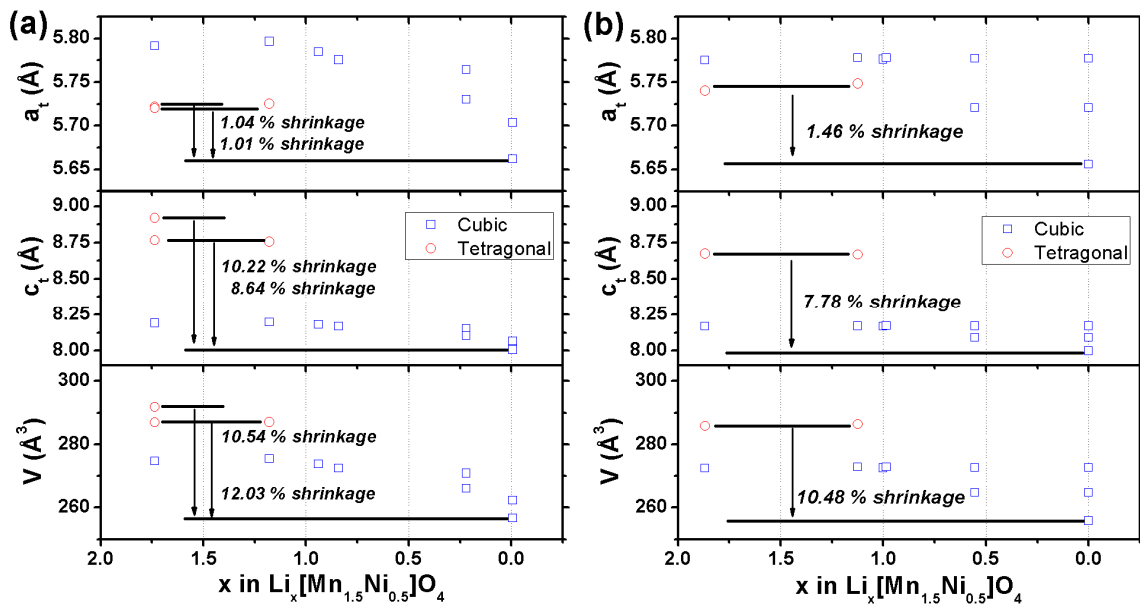 (a)
5.80
5.75
5.70
5.65
a_t (Å)
1.04 % shrinkage
1.01 % shrinkage
9.00
8.75
8.50
8.25
8.00
c_t (Å)
Cubic
Tetragonal
10.22 % shrinkage
8.64 % shrinkage
300
280
260
V (Å³)
10.54 % shrinkage
12.03 % shrinkage
2.0 1.5 1.0 0.5 0.0
x in Li_x[Mn_1.5Ni_0.5]O_4
(b)
5.80
5.75
5.70
5.65
a_t (Å)
1.46 % shrinkage
9.00
8.75
8.50
8.25
8.00
c_t (Å)
Cubic
Tetragonal
7.78 % shrinkage
300
280
260
V (Å³)
10.48 % shrinkage
2.0 1.5 1.0 0.5 0.0
x in Li_x[Mn_1.5Ni_0.5]O_4